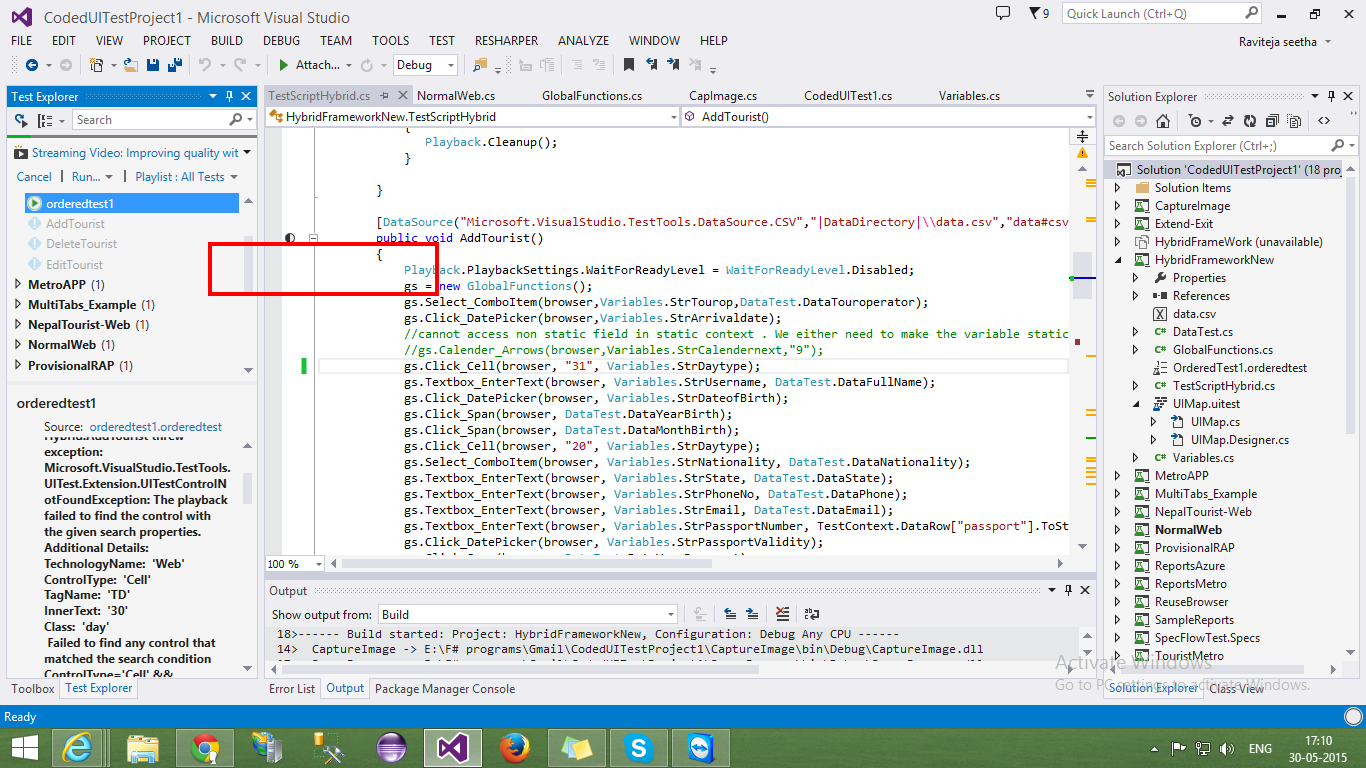 CodedUITestProject1 - Microsoft Visual Studio
9
Quick Launch (Ctrl+Q)
FILE EDIT VIEW PROJECT BUILD DEBUG TEAM TOOLS TEST RESHARPER ANALYZE WINDOW HELP
Raviteja seetha
Attach... Debug
Test Explorer
Search
Streaming Video: Improving quality wit
Cancel Run... Playlist : All Tests
orderedtest1
AddTourist
DeleteTourist
EditTourist
MetroAPP (1)
MultiTabs_Example (1)
NepalTourist-Web (1)
NormalWeb (1)
ProvisionalRAP (1)
orderedtest1
Source: orderedtest1.orderedtest
Hybrid.AddTourist threw
exception:
Microsoft.VisualStudio.TestTools.
UITest.Extension.UITestControlN
otFoundException: The playback
failed to find the control with
the given search properties.
Additional Details:
TechnologyName: 'Web'
ControlType: 'Cell'
TagName: 'TD'
InnerText: '30'
Class: 'day'
Failed to find any control that
matched the search condition
ControlType='Cell' &&
Toolbox Test Explorer
TestScriptHybrid.cs NormalWeb.cs GlobalFunctions.cs CapImage.cs CodedUITest1.cs Variables.cs
HybridFrameworkNew.TestScriptHybrid AddTourist()
{
Playback.Cleanup();
}
}
[DataSource("Microsoft.VisualStudio.TestTools.DataSource.CSV","|DataDirectory|\\data.csv","data#csv
public void AddTourist()
{
Playback.PlaybackSettings.WaitForReadyLevel = WaitForReadyLevel.Disabled;
gs = new GlobalFunctions();
gs.Select_ComboItem(browser,Variables.StrTourop,DataTest.DataTouroperator);
gs.Click_DatePicker(browser,Variables.StrArrivaldate);
//cannot access non static field in static context . We either need to make the variable static
//gs.Calender_Arrows(browser,Variables.StrCalendernext,"9");
gs.Click_Cell(browser, "31", Variables.StrDaytype);
gs.Textbox_EnterText(browser, Variables.StrUsername, DataTest.DataFullName);
gs.Click_DatePicker(browser, Variables.StrDateofBirth);
gs.Click_Span(browser, DataTest.DataYearBirth);
gs.Click_Span(browser, DataTest.DataMonthBirth);
gs.Click_Cell(browser, "20", Variables.StrDaytype);
gs.Select_ComboItem(browser, Variables.StrNationality, DataTest.DataNationality);
gs.Textbox_EnterText(browser, Variables.StrState, DataTest.DataState);
gs.Textbox_EnterText(browser, Variables.StrPhoneNo, DataTest.DataPhone);
gs.Textbox_EnterText(browser, Variables.StrEmail, DataTest.DataEmail);
gs.Textbox_EnterText(browser, Variables.StrPassportNumber, TestContext.DataRow["passport"].ToSt
gs.Click_DatePicker(browser, Variables.StrPassportValidity);
100 %
Output
Show output from: Build
18>------ Build started: Project: HybridFrameworkNew, Configuration: Debug Any CPU ------
14> CaptureImage -> E:\F# programs\Gmail\CodedUITestProject1\CaptureImage\bin\Debug\CaptureImage.dll
Error List Output Package Manager Console
Solution Explorer
Search Solution Explorer (Ctrl+;)
Solution 'CodedUITestProject1' (18 proj
Solution Items
CaptureImage
Extend-Exit
HybridFrameWork (unavailable)
HybridFrameworkNew
Properties
References
data.csv
DataTest.cs
GlobalFunctions.cs
OrderedTest1.orderedtest
TestScriptHybrid.cs
UIMap.uitest
UIMap.cs
UIMap.Designer.cs
Variables.cs
MetroAPP
MultiTabs_Example
NepalTourist-Web
NormalWeb
ProvisionalRAP
ReportsAzure
ReportsMetro
ReuseBrowser
SampleReports
SpecFlowTest.Specs
TouristMetro
Activate Windows
Go to PC settings to activate Windows.
Solution Explorer Class View
Ready
ENG
17:10
30-05-2015